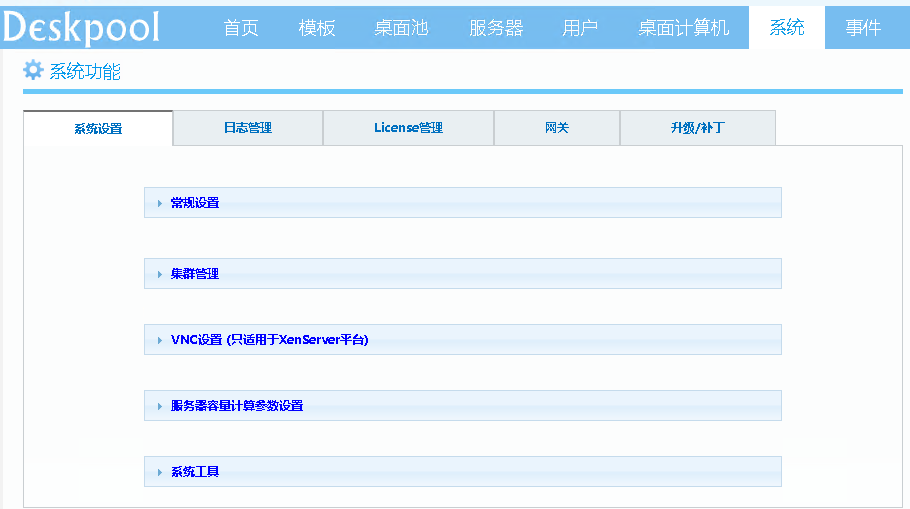 Deskpool 首页 模板 桌面池 服务器 用户 桌面计算机 系统 事件
系统功能
系统设置 日志管理 License管理 网关 升级/补丁
常规设置
集群管理
VNC设置 (只适用于XenServer平台)
服务器容量计算参数设置
系统工具